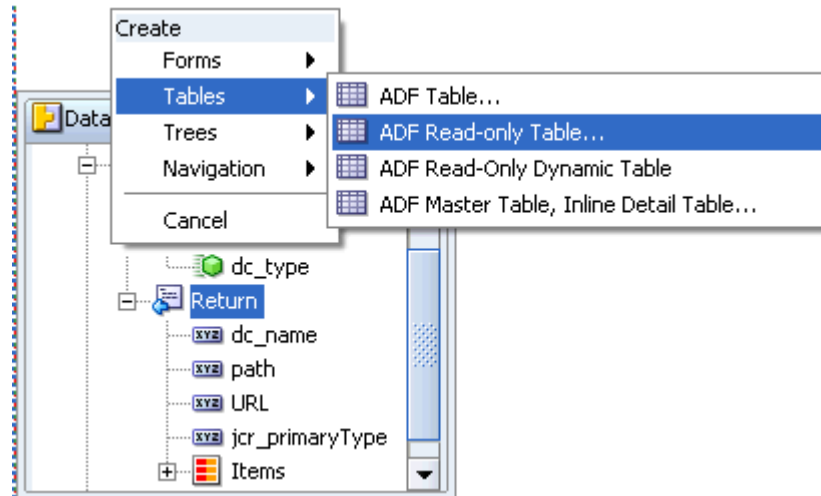 Create
Forms
Tables
Trees
Navigation
Cancel
ADF Table...
ADF Read-only Table...
ADF Read-Only Dynamic Table
ADF Master Table, Inline Detail Table...
Data
dc_type
Return
dc_name
path
URL
jcr_primaryType
Items